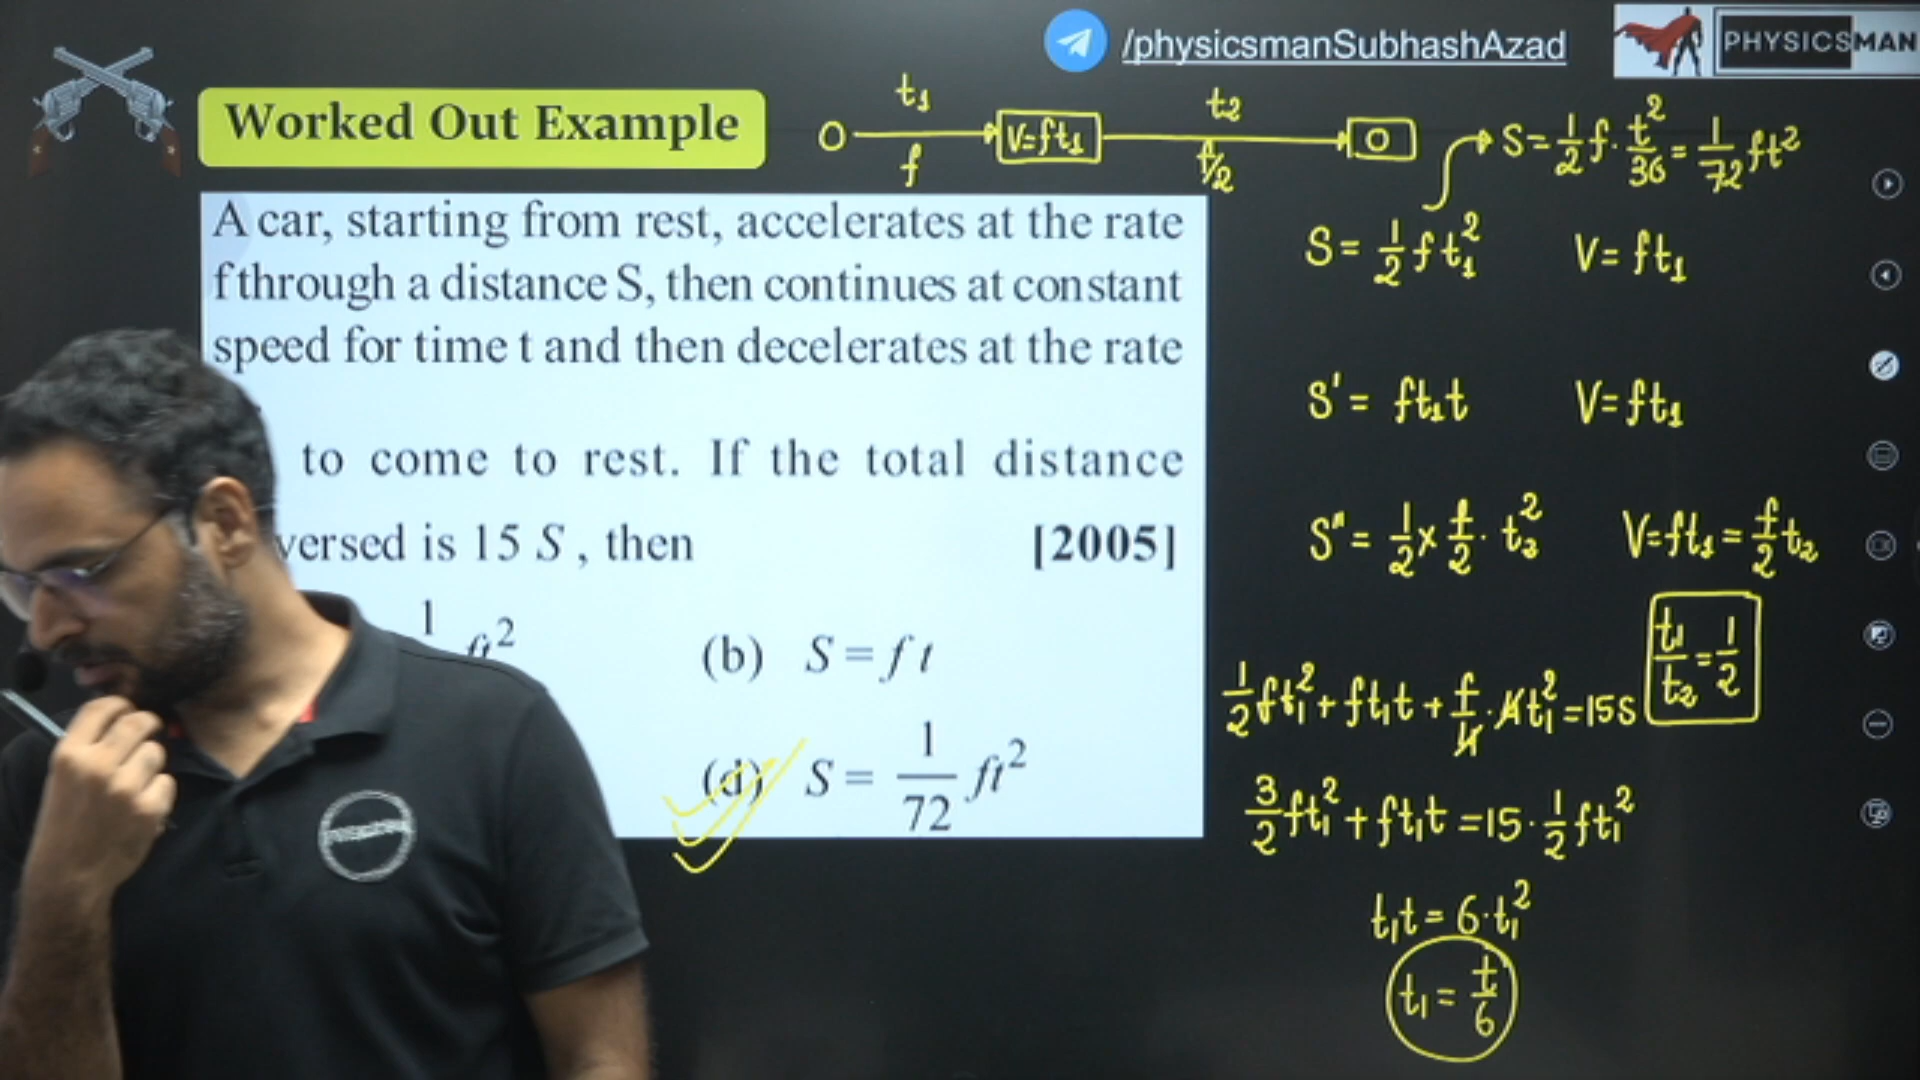 /physicsmanSubhashAzad
PHYSICSMAN
Worked Out Example
t₁ t₂
O V=ft₁ O
f f/2
S=1/2 f·t²/36=1/72 ft²
A car, starting from rest, accelerates at the rate
f through a distance S, then continues at constant
speed for time t and then decelerates at the rate
to come to rest. If the total distance
versed is 15 S, then [2005]
1 ft²
(b) S=ft
(d) S=1/72 ft²
S=1/2 ft₁² V=ft₁
S'=ft₁t V=ft₁
S"=1/2×f/2·t₂² V=ft₁=f/2 t₂
t₁/t₂=1/2
1/2 ft₁²+ft₁t+f/4·4t₁²=15S
3/2 ft₁²+ft₁t=15·1/2 ft₁²
t₁t=6·t₁²
t₁=t/6